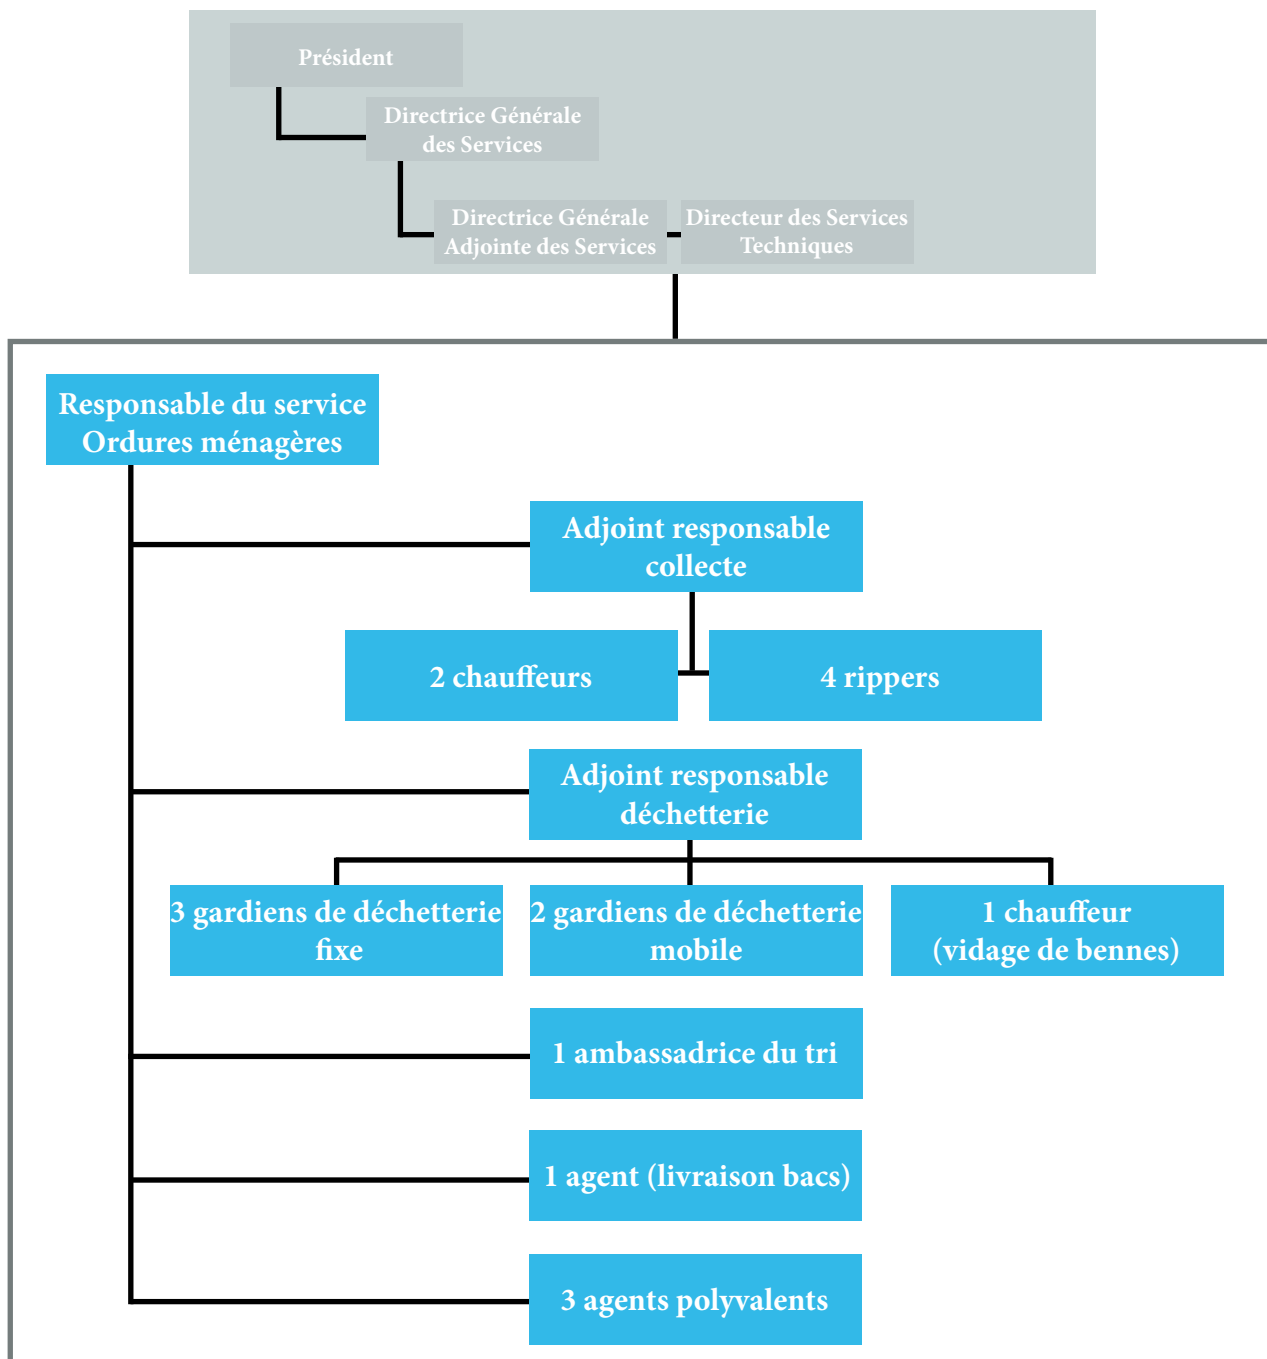 Président
Directrice Générale
des Services
Directrice Générale
Adjointe des Services
Directeur des Services
Techniques
Responsable du service
Ordures ménagères
Adjoint responsable
collecte
2 chauffeurs
4 rippers
Adjoint responsable
déchetterie
3 gardiens de déchetterie
fixe
2 gardiens de déchetterie
mobile
1 chauffeur
(vidage de bennes)
1 ambassadrice du tri
1 agent (livraison bacs)
3 agents polyvalents